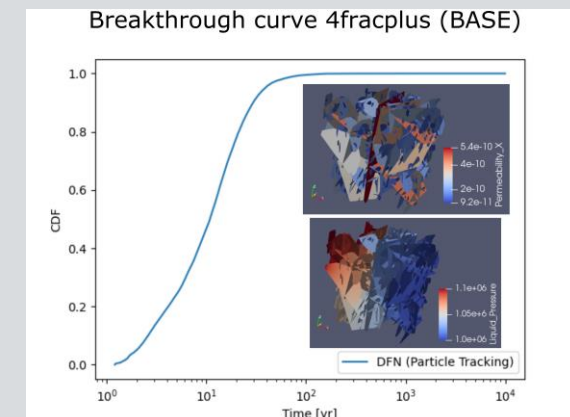 Breakthrough curve 4fracplus (BASE)
1.0
0.8
0.6
0.4
0.2
0.0
CDF
5.4e-10
4e-10
2e-10
9.2e-11
Permeability_X
1.1e+06
1.05e+6
1.0e+06
Liquid_Pressure
DFN (Particle Tracking)
10⁰
10¹
10²
10³
10⁴
Time [yr]